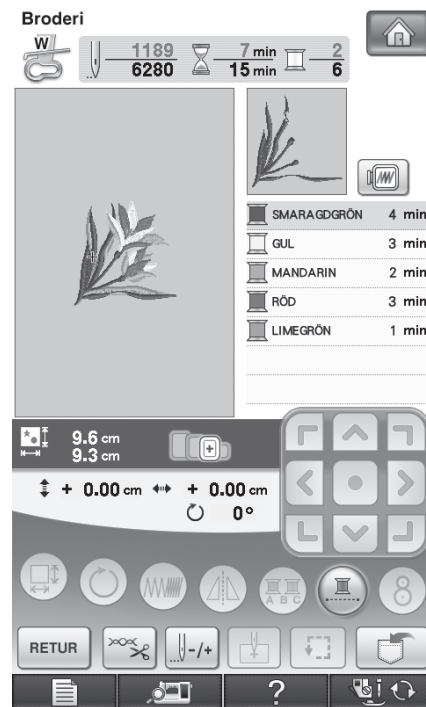 Broderi
W
1189 7 min 2
6280 15 min 6
SMARAGDGRÖN 4 min
GUL 3 min
MANDARIN 2 min
RÖD 3 min
LIMEGRÖN 1 min
9.6 cm
9.3 cm
+ 0.00 cm + 0.00 cm
0°
A B C
8
RETUR
-/+
?